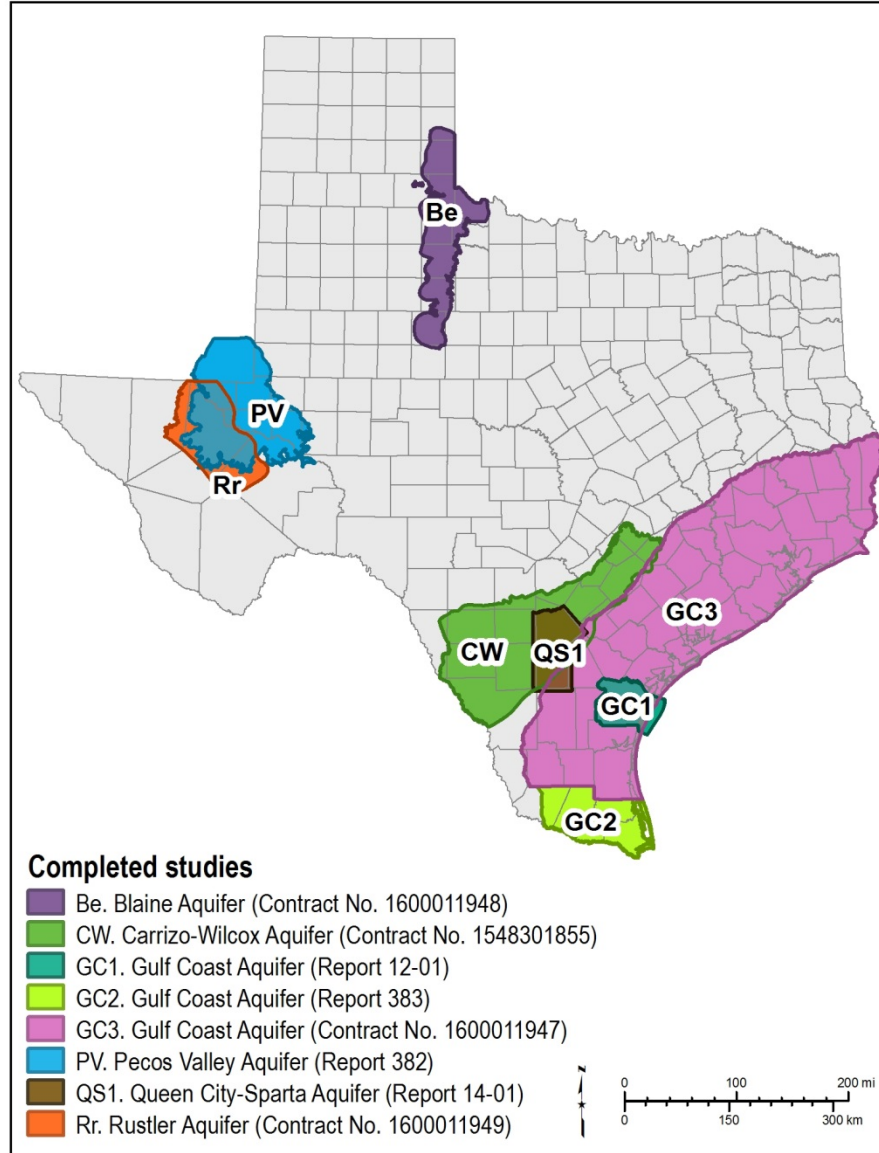 Be
PV
Rr
GC3
CW
QS1
GC1
GC2
Completed studies
Be. Blaine Aquifer (Contract No. 1600011948)
CW. Carrizo-Wilcox Aquifer (Contract No. 1548301855)
GC1. Gulf Coast Aquifer (Report 12-01)
GC2. Gulf Coast Aquifer (Report 383)
GC3. Gulf Coast Aquifer (Contract No. 1600011947)
PV. Pecos Valley Aquifer (Report 382)
QS1. Queen City-Sparta Aquifer (Report 14-01)
Rr. Rustler Aquifer (Contract No. 1600011949)
N
0 100 200 mi
0 150 300 km